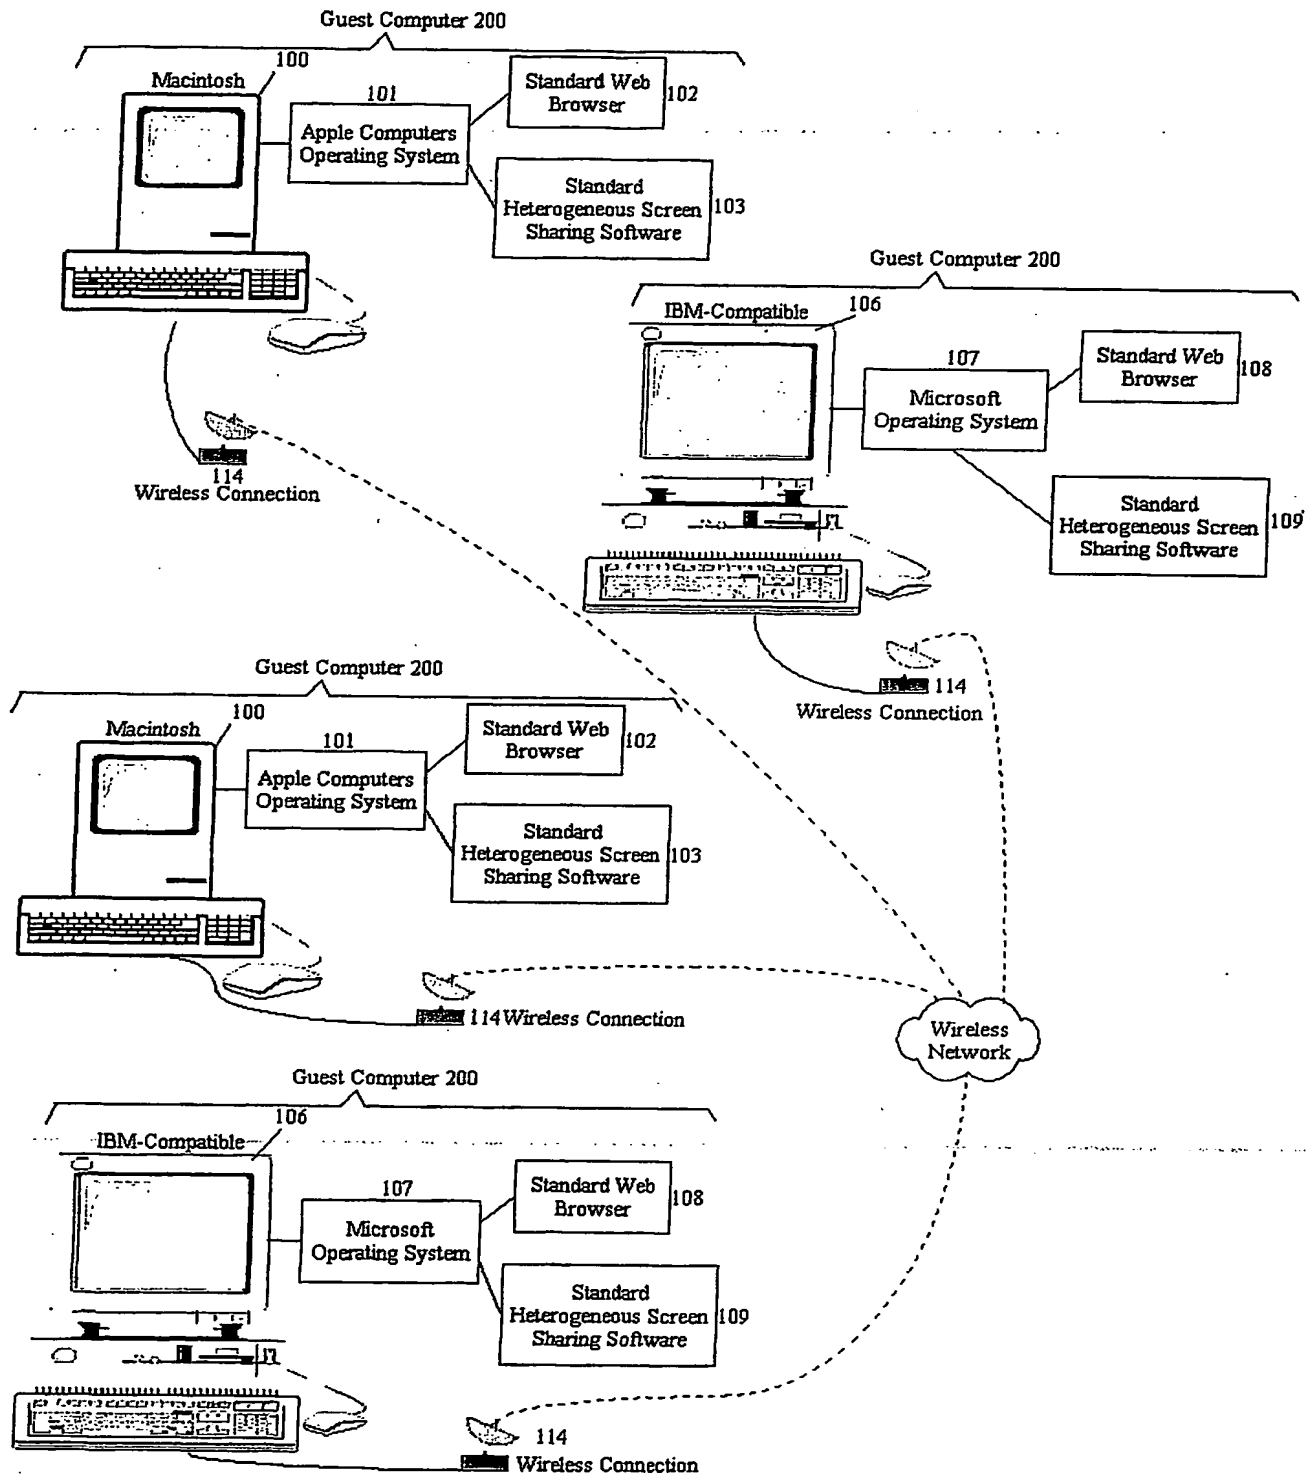 Guest Computer 200
100
Macintosh
101
Apple Computers
Operating System
Standard Web
Browser
102
Standard
Heterogeneous Screen
Sharing Software
103
114
Wireless Connection
Guest Computer 200
106
IBM-Compatible
107
Microsoft
Operating System
Standard Web
Browser
108
Standard
Heterogeneous Screen
Sharing Software
109
114
Wireless Connection
Guest Computer 200
100
Macintosh
101
Apple Computers
Operating System
Standard Web
Browser
102
Standard
Heterogeneous Screen
Sharing Software
103
114 Wireless Connection
Wireless
Network
Guest Computer 200
106
IBM-Compatible
107
Microsoft
Operating System
Standard Web
Browser
108
Standard
Heterogeneous Screen
Sharing Software
109
114
Wireless Connection